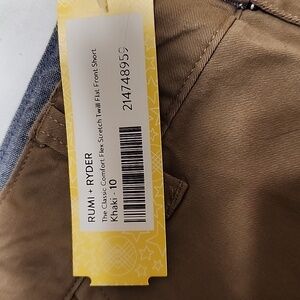 RUMI + RYDER
The Classic Comfort Flex Stretch Twill Flat Front Short
Khaki - 10
214748959